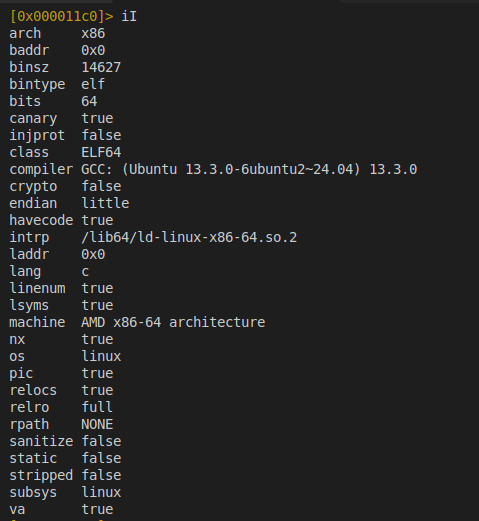 [0x000011c0]> iI
arch     x86
baddr    0x0
binsz    14627
bintype  elf
bits     64
canary   true
injprot  false
class    ELF64
compiler GCC: (Ubuntu 13.3.0-6ubuntu2~24.04) 13.3.0
crypto   false
endian   little
havecode true
intrp    /lib64/ld-linux-x86-64.so.2
laddr    0x0
lang     c
linenum  true
lsyms    true
machine  AMD x86-64 architecture
nx       true
os       linux
pic      true
relocs   true
relro    full
rpath    NONE
sanitize false
static   false
stripped false
subsys   linux
va       true